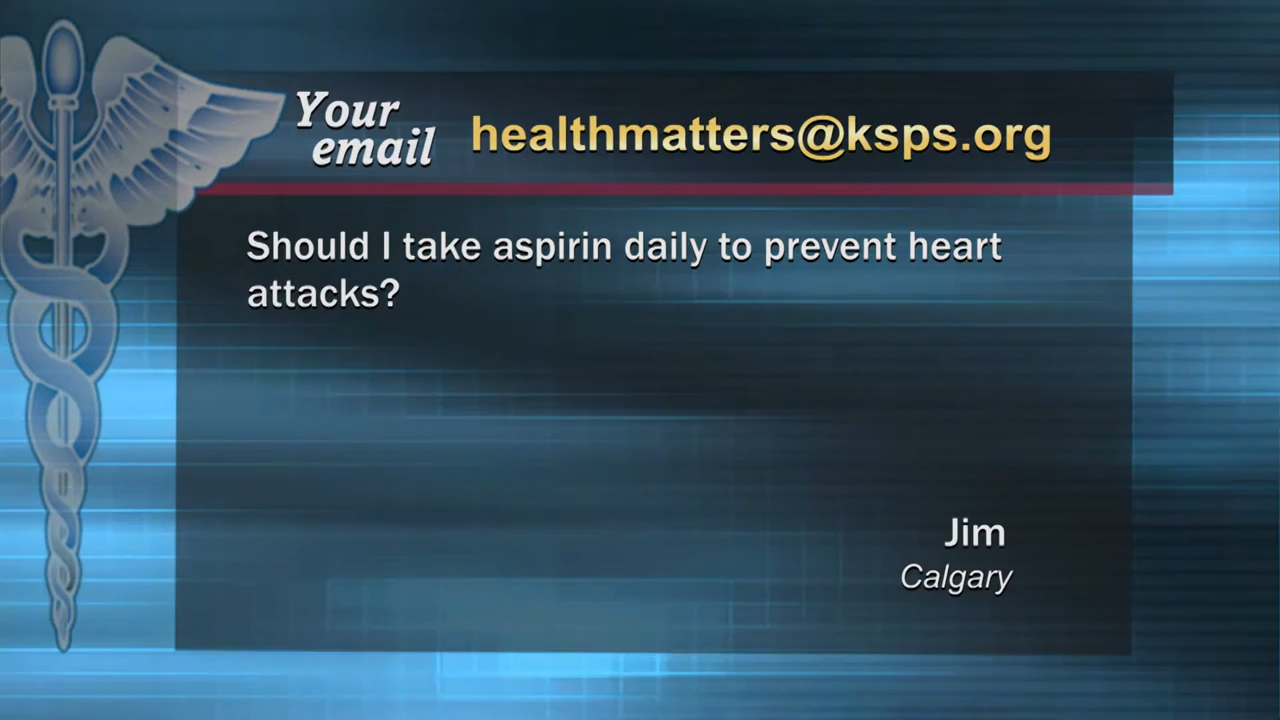 Your
email
healthmatters@ksps.org
Should I take aspirin daily to prevent heart
attacks?
Jim
Calgary